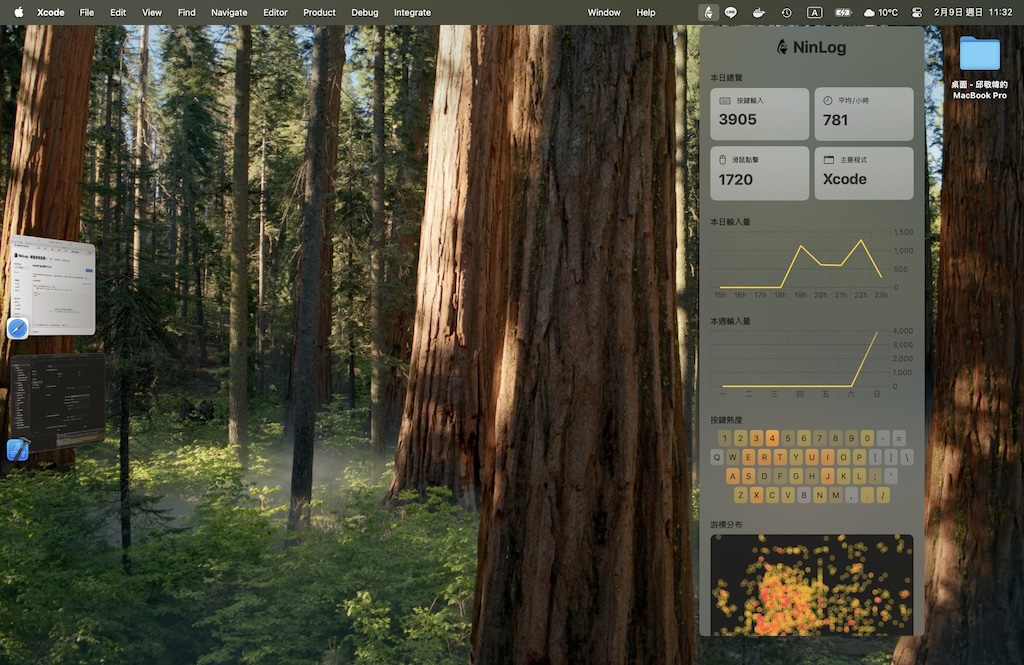 Xcode File Edit View Find Navigate Editor Product Debug Integrate Window Help A 10°C 2月9日 週日 11:32
NinLog
桌面 - 邱敬幃的
MacBook Pro
本日總覽
按鍵輸入
3905
平均/小時
781
滑鼠點擊
1720
主要程式
Xcode
本日輸入量
1,500
1,000
500
0
15h 16h 17h 18h 19h 20h 21h 22h 23h
本週輸入量
4,000
3,000
2,000
1,000
0
一 二 三 四 五 六 日
按鍵熱度
1 2 3 4 5 6 7 8 9 0 - =
Q W E R T Y U I O P [ ] \
A S D F G H J K L ; '
Z X C V B N M , . /
游標分布